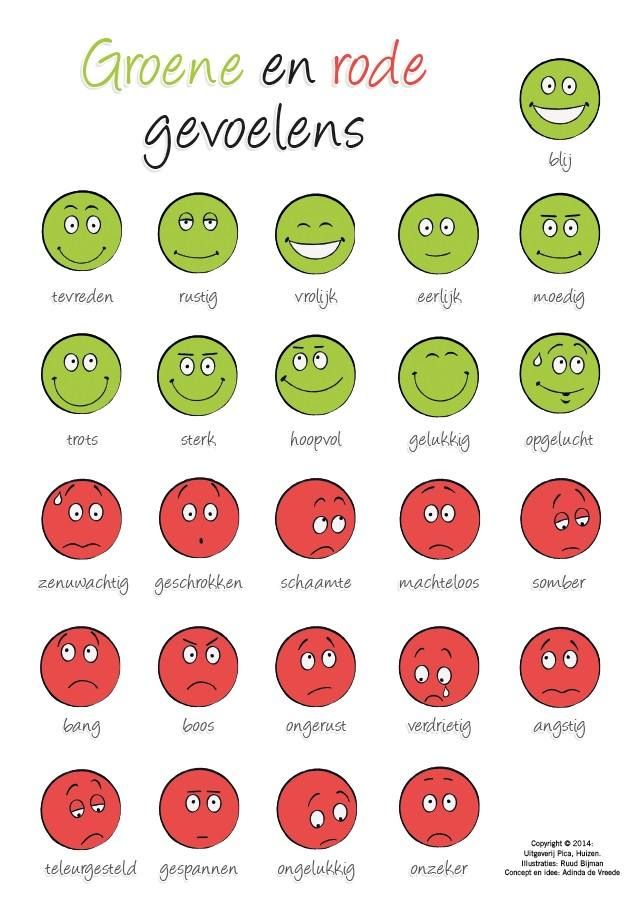 Groene en rode
gevoelens
blij
tevreden rustig vrolijk eerlijk moedig
trots sterk hoopvol gelukkig opgelucht
zenuwachtig geschrokken schaamte machteloos somber
bang boos ongerust verdrietig angstig
teleurgesteld gespannen ongelukkig onzeker
Copyright © 2014:
Uitgeverij Pica, Huizen.
Illustraties: Ruud Bijman
Concept en idee: Adinda de Vreede